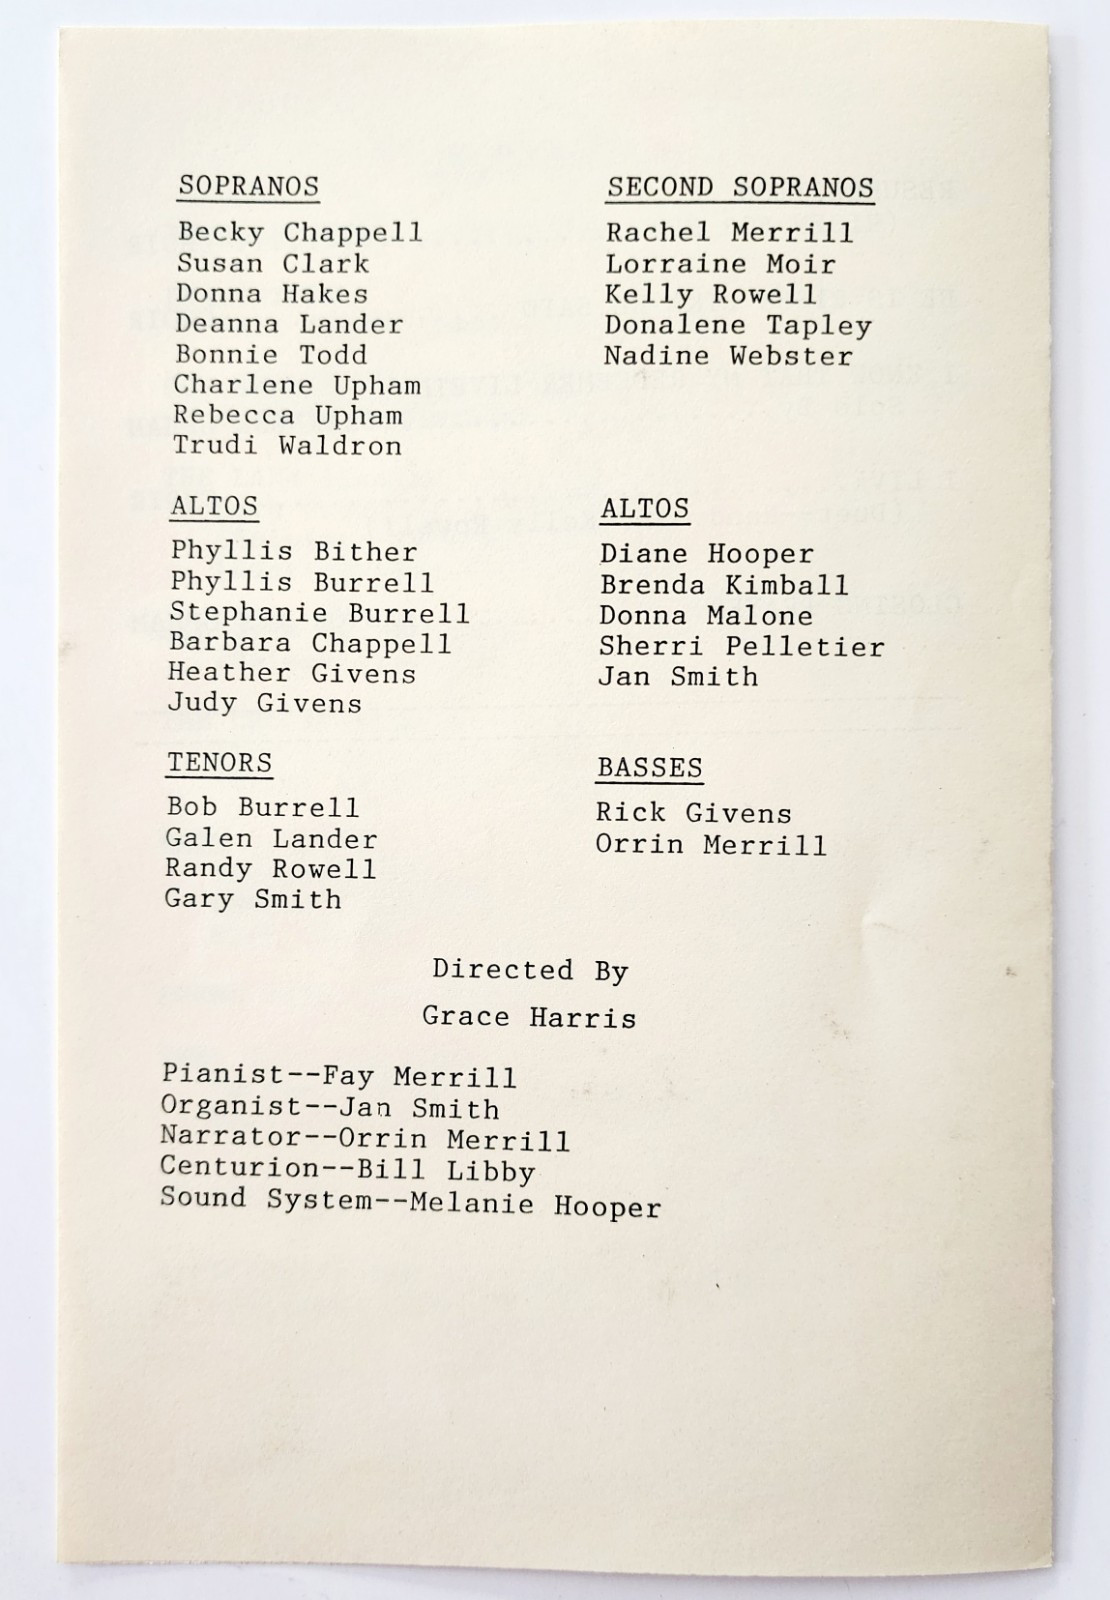 SOPRANOS
Becky Chappell
Susan Clark
Donna Hakes
Deanna Lander
Bonnie Todd
Charlene Upham
Rebecca Upham
Trudi Waldron
SECOND SOPRANOS
Rachel Merrill
Lorraine Moir
Kelly Rowell
Donalene Tapley
Nadine Webster
ALTOS
Phyllis Bither
Phyllis Burrell
Stephanie Burrell
Barbara Chappell
Heather Givens
Judy Givens
ALTOS
Diane Hooper
Brenda Kimball
Donna Malone
Sherri Pelletier
Jan Smith
TENORS
Bob Burrell
Galen Lander
Randy Rowell
Gary Smith
BASSES
Rick Givens
Orrin Merrill
Directed By
Grace Harris
Pianist--Fay Merrill
Organist--Jan Smith
Narrator--Orrin Merrill
Centurion--Bill Libby
Sound System--Melanie Hooper